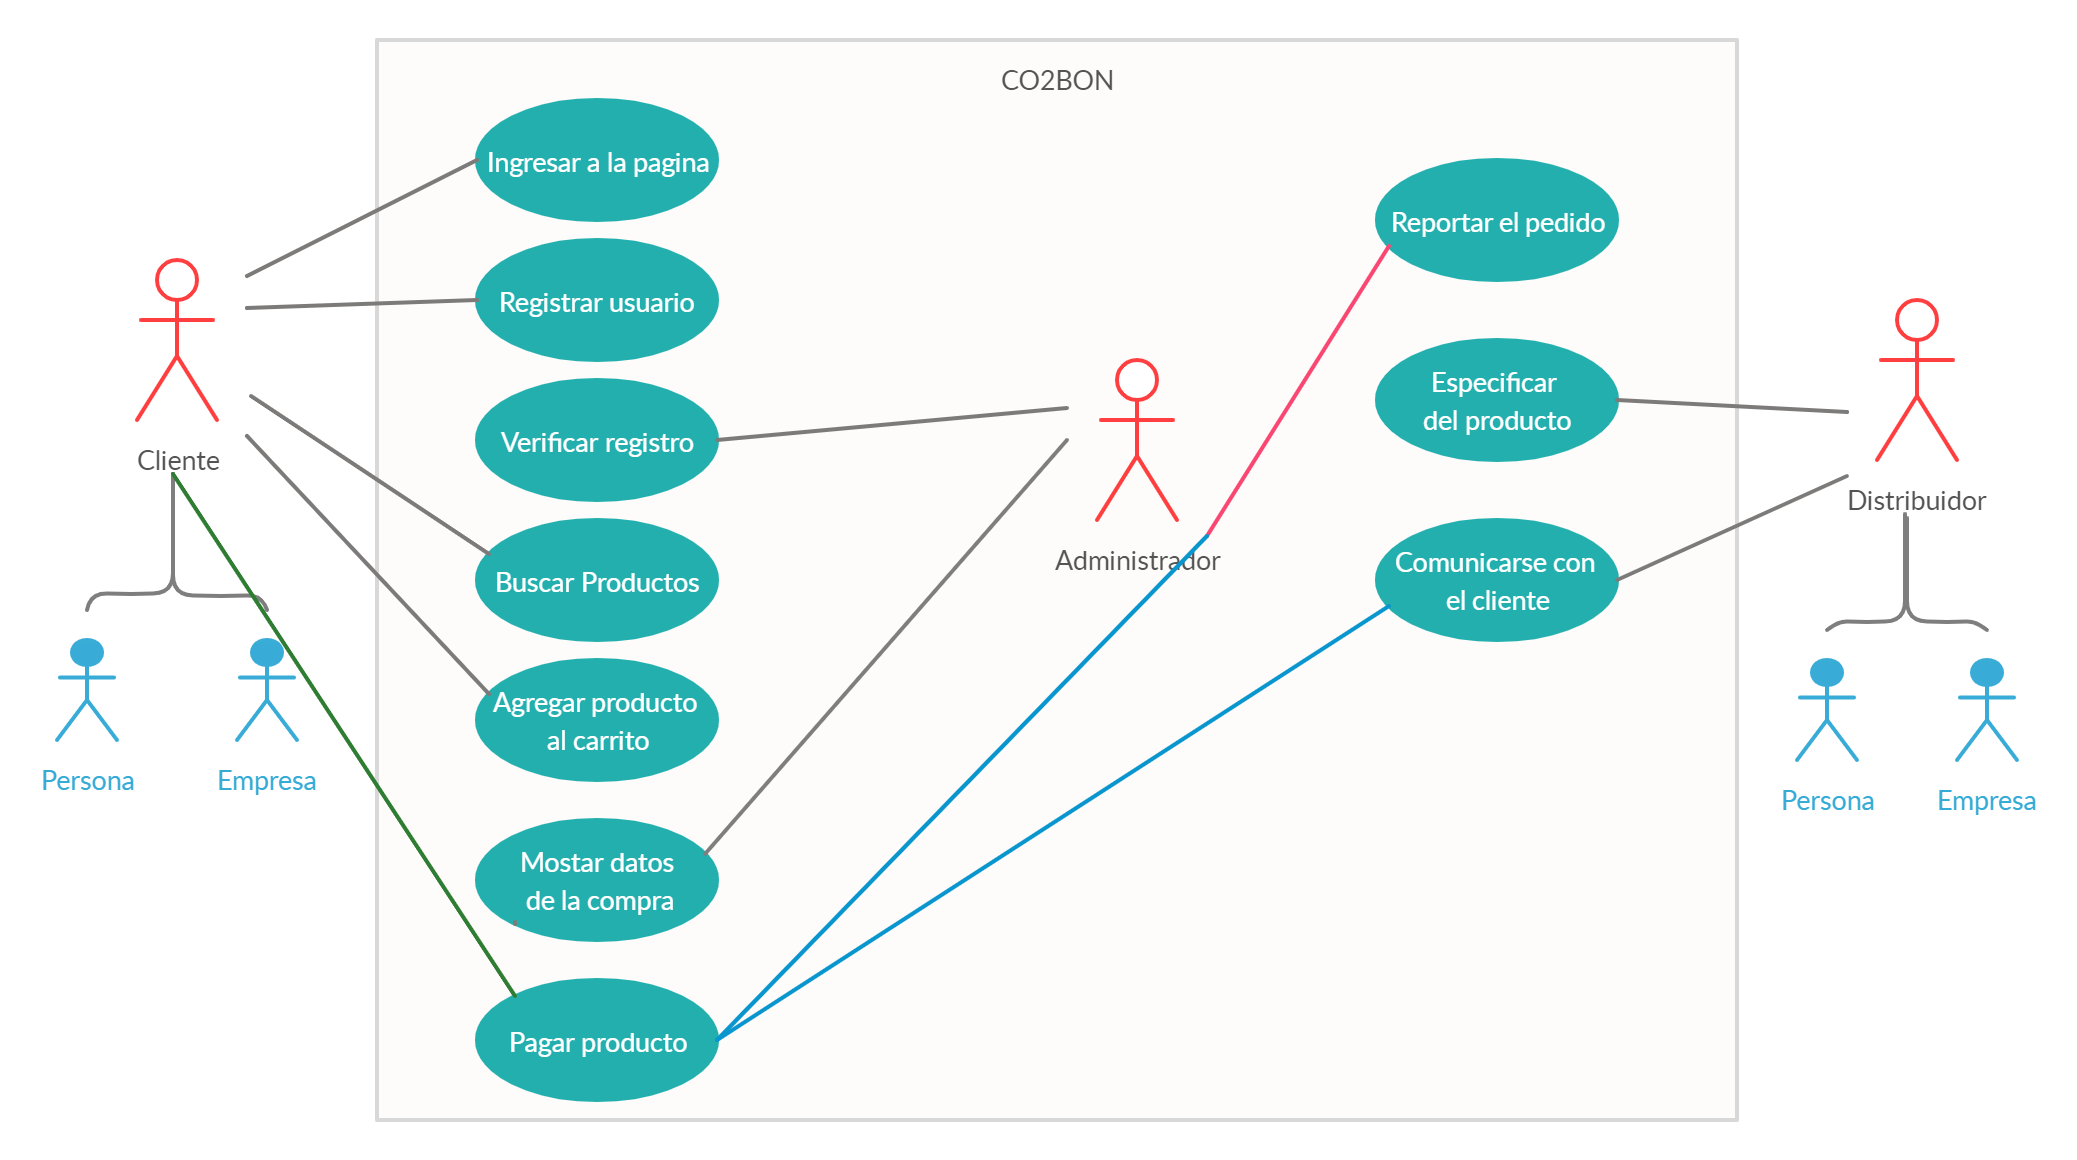 CO2BON
Ingresar a la pagina
Registrar usuario
Verificar registro
Buscar Productos
Agregar producto
al carrito
Mostar datos
de la compra
Pagar producto
Reportar el pedido
Especificar
del producto
Comunicarse con
el cliente
Cliente
Persona
Empresa
Administrador
Distribuidor
Persona
Empresa